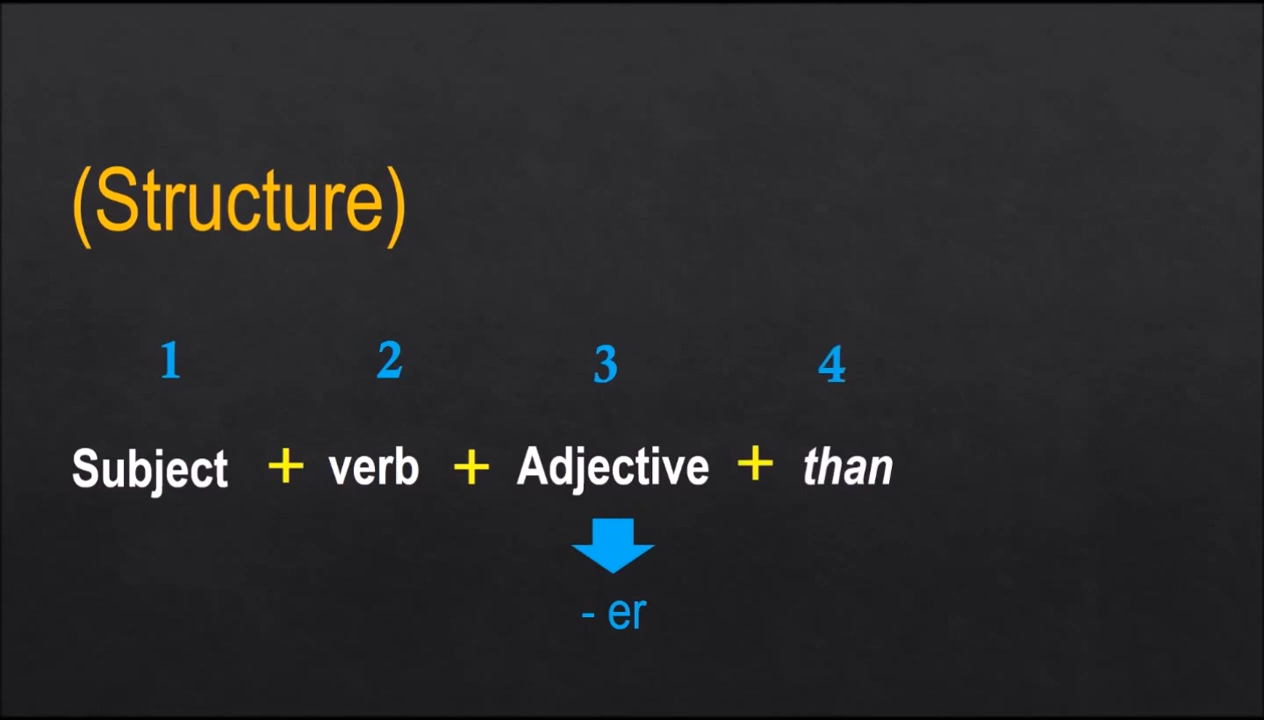 (Structure)
1 2 3 4
Subject + verb + Adjective + than
- er